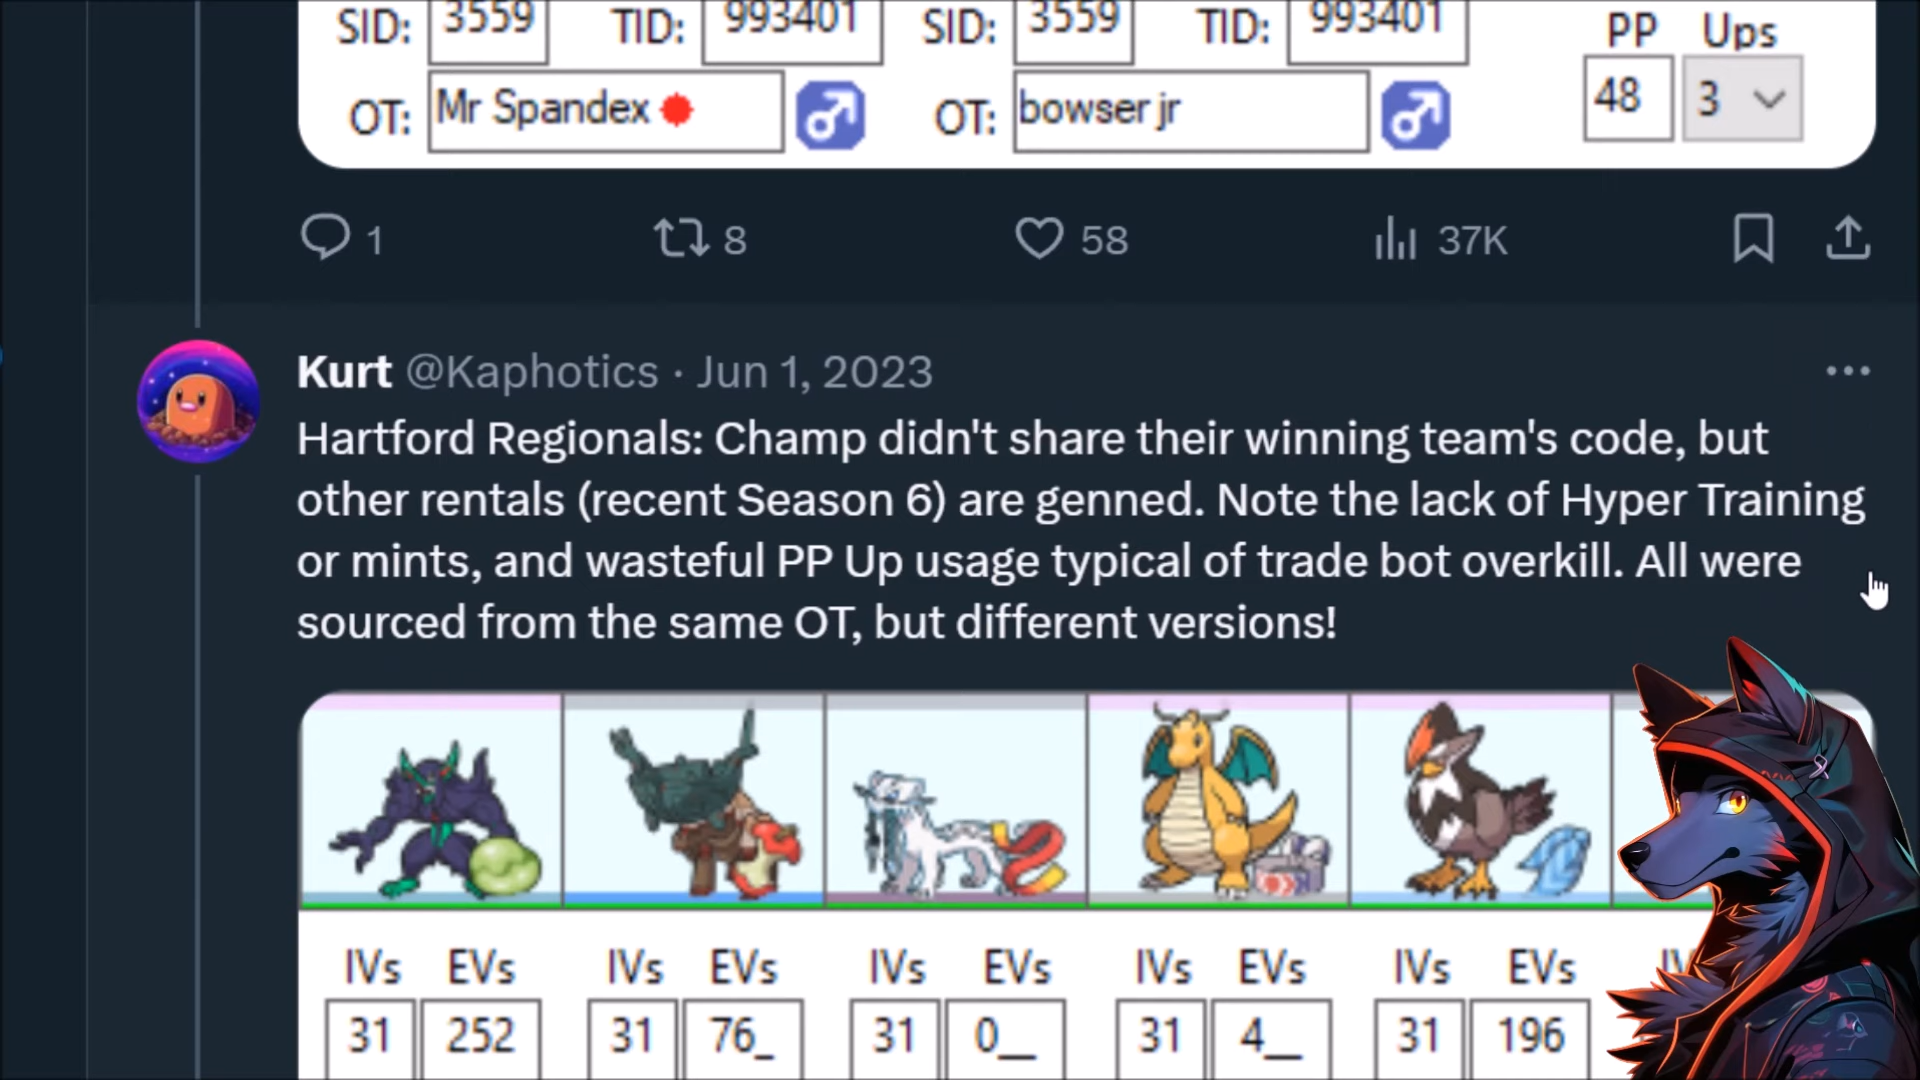 SID: 3559 TID: 993401 SID: 3559 TID: 993401 PP Ups
OT: Mr Spandex OT: bowser jr 48 3
1 8 58 37K
Kurt @Kaphotics · Jun 1, 2023
Hartford Regionals: Champ didn't share their winning team's code, but
other rentals (recent Season 6) are genned. Note the lack of Hyper Training
or mints, and wasteful PP Up usage typical of trade bot overkill. All were
sourced from the same OT, but different versions!
IVs EVs IVs EVs IVs EVs IVs EVs IVs EVs
31 252 31 76_ 31 0__ 31 4__ 31 196